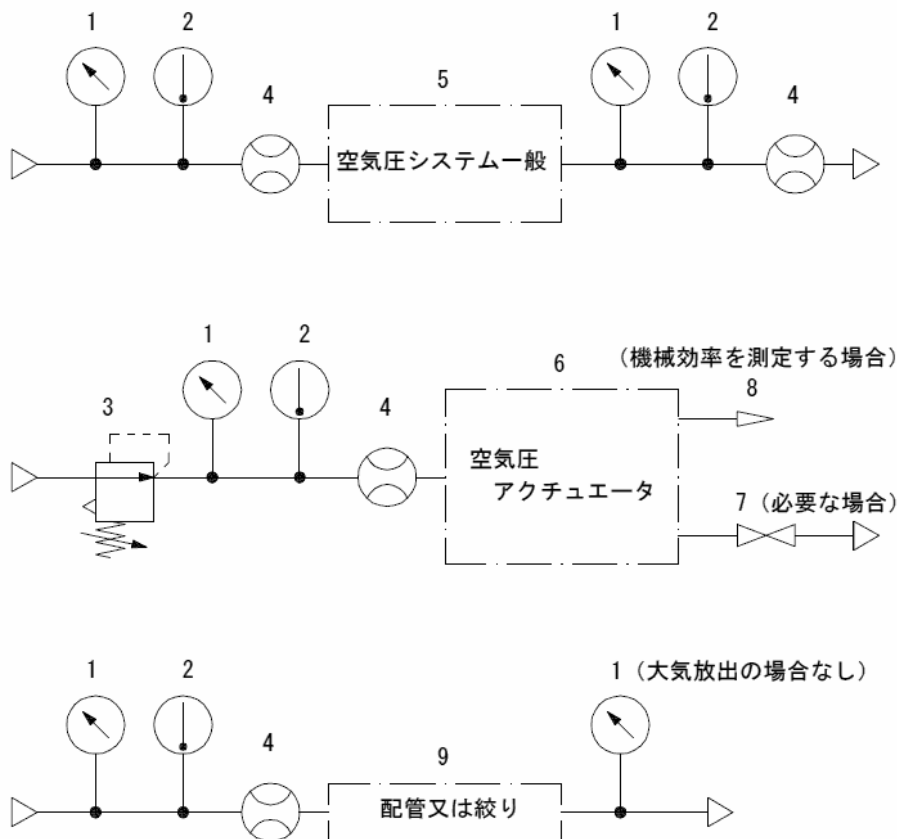 1 2 4 5 1 2 4
空気圧システム一般
1 2 (機械効率を測定する場合)
3 4 6 8
空気圧
アクチュエータ
7 (必要な場合)
1 2 1 (大気放出の場合なし)
4 9
配管又は絞り